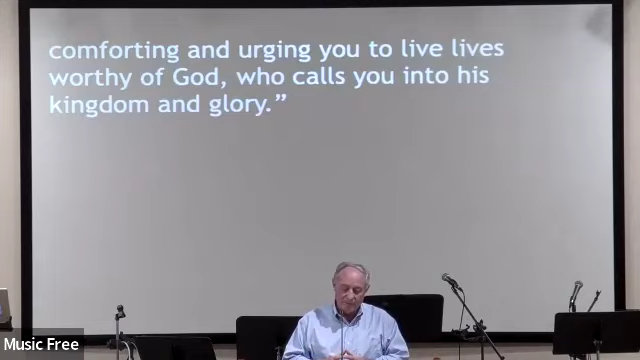 comforting and urging you to live lives
worthy of God, who calls you into his
kingdom and glory.”
Music Free